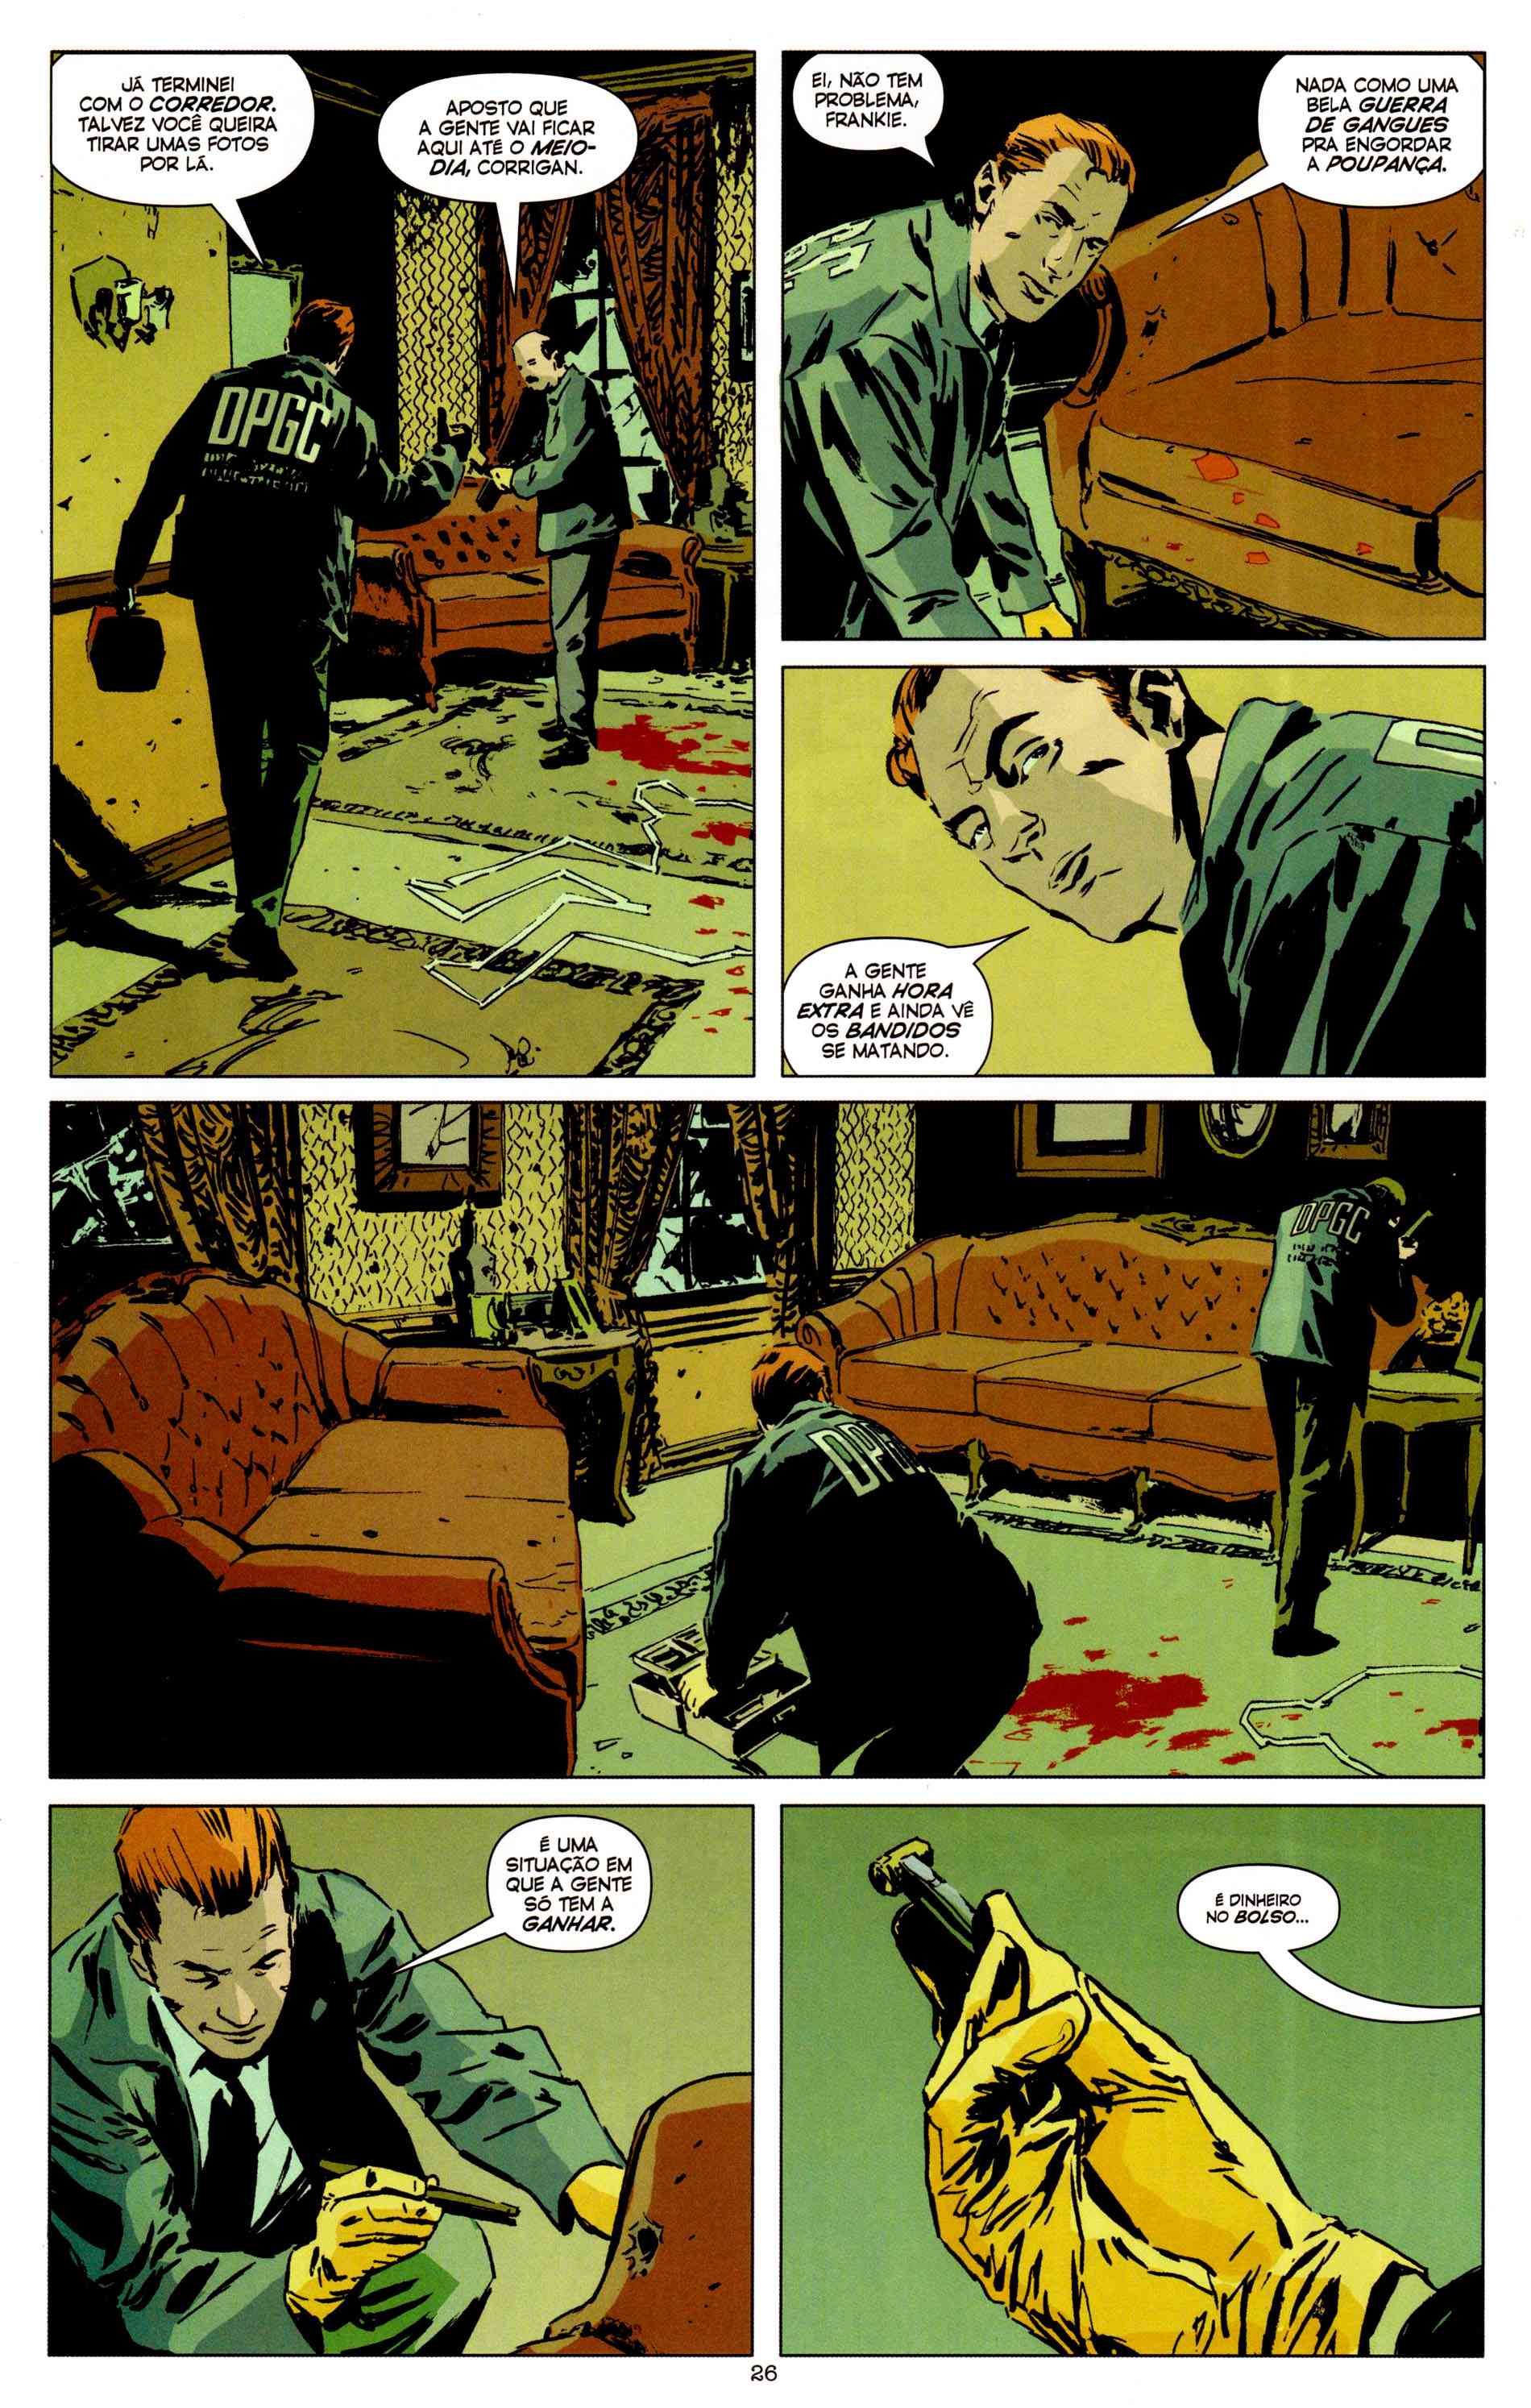 JÁ TERMINEI
COM O CORREDOR.
TALVEZ VOCÊ QUEIRA
TIRAR UMAS FOTOS
POR LÁ.
APOSTO QUE
A GENTE VAI FICAR
AQUI ATÉ O MEIO-
DIA, CORRIGAN.
DPGC
EI, NÃO TEM
PROBLEMA,
FRANKIE.
NADA COMO UMA
BELA GUERRA
DE GANGUES
PRA ENGORDAR
A POUPANÇA.
A GENTE
GANHA HORA
EXTRA E AINDA VÊ
OS BANDIDOS
SE MATANDO.
DPGC
DPG
É UMA
SITUAÇÃO EM
QUE A GENTE
SÓ TEM A
GANHAR.
É DINHEIRO
NO BOLSO...
26